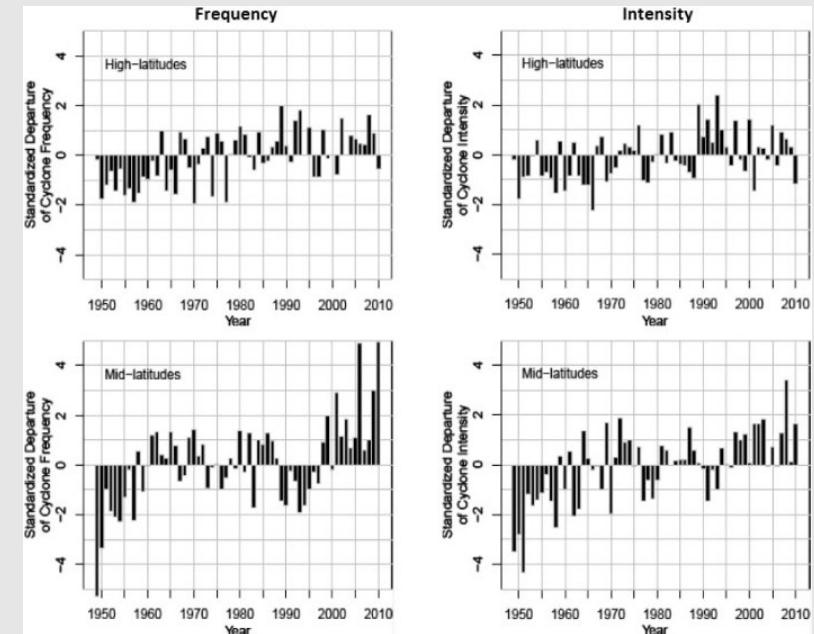 Frequency
Intensity
High-latitudes
Standardized Departure
of Cyclone Frequency
4
2
0
-2
-4
1950 1960 1970 1980 1990 2000 2010
Year
High-latitudes
Standardized Departure
of Cyclone Intensity
4
2
0
-2
-4
1950 1960 1970 1980 1990 2000 2010
Year
Mid-latitudes
Standardized Departure
of Cyclone Frequency
4
2
0
-2
-4
1950 1960 1970 1980 1990 2000 2010
Year
Mid-latitudes
Standardized Departure
of Cyclone Intensity
4
2
0
-2
-4
1950 1960 1970 1980 1990 2000 2010
Year